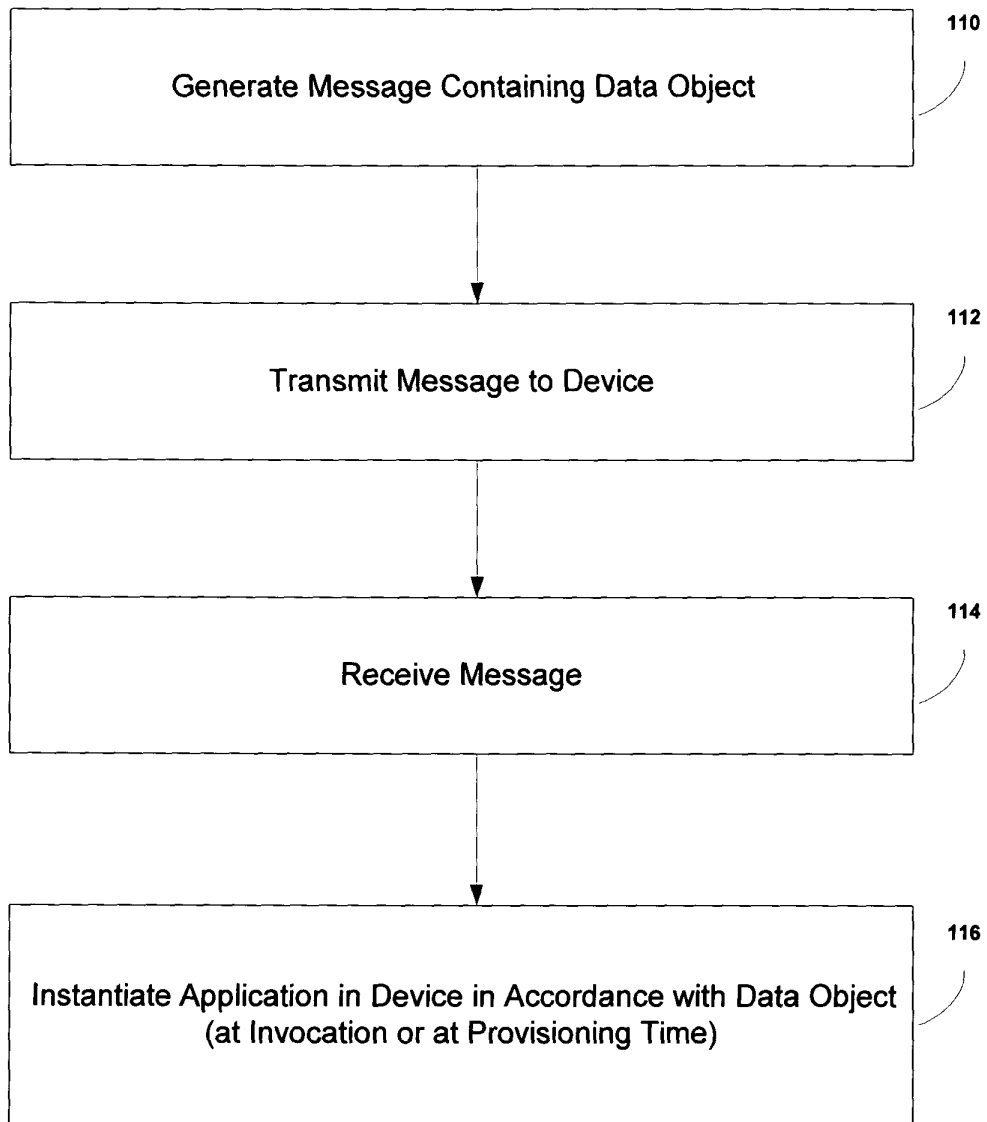 110
Generate Message Containing Data Object
112
Transmit Message to Device
114
Receive Message
116
Instantiate Application in Device in Accordance with Data Object
(at Invocation or at Provisioning Time)